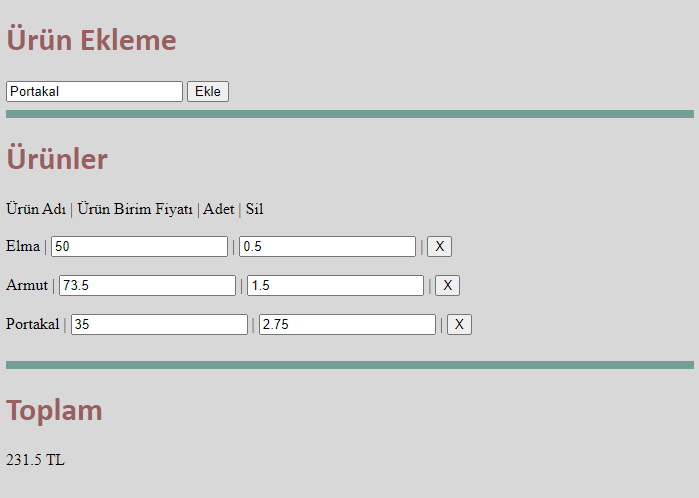 Ürün Ekleme
Portakal Ekle
Ürünler
Ürün Adı | Ürün Birim Fiyatı | Adet | Sil
Elma | 50 | 0.5 | X
Armut | 73.5 | 1.5 | X
Portakal | 35 | 2.75 | X
Toplam
231.5 TL